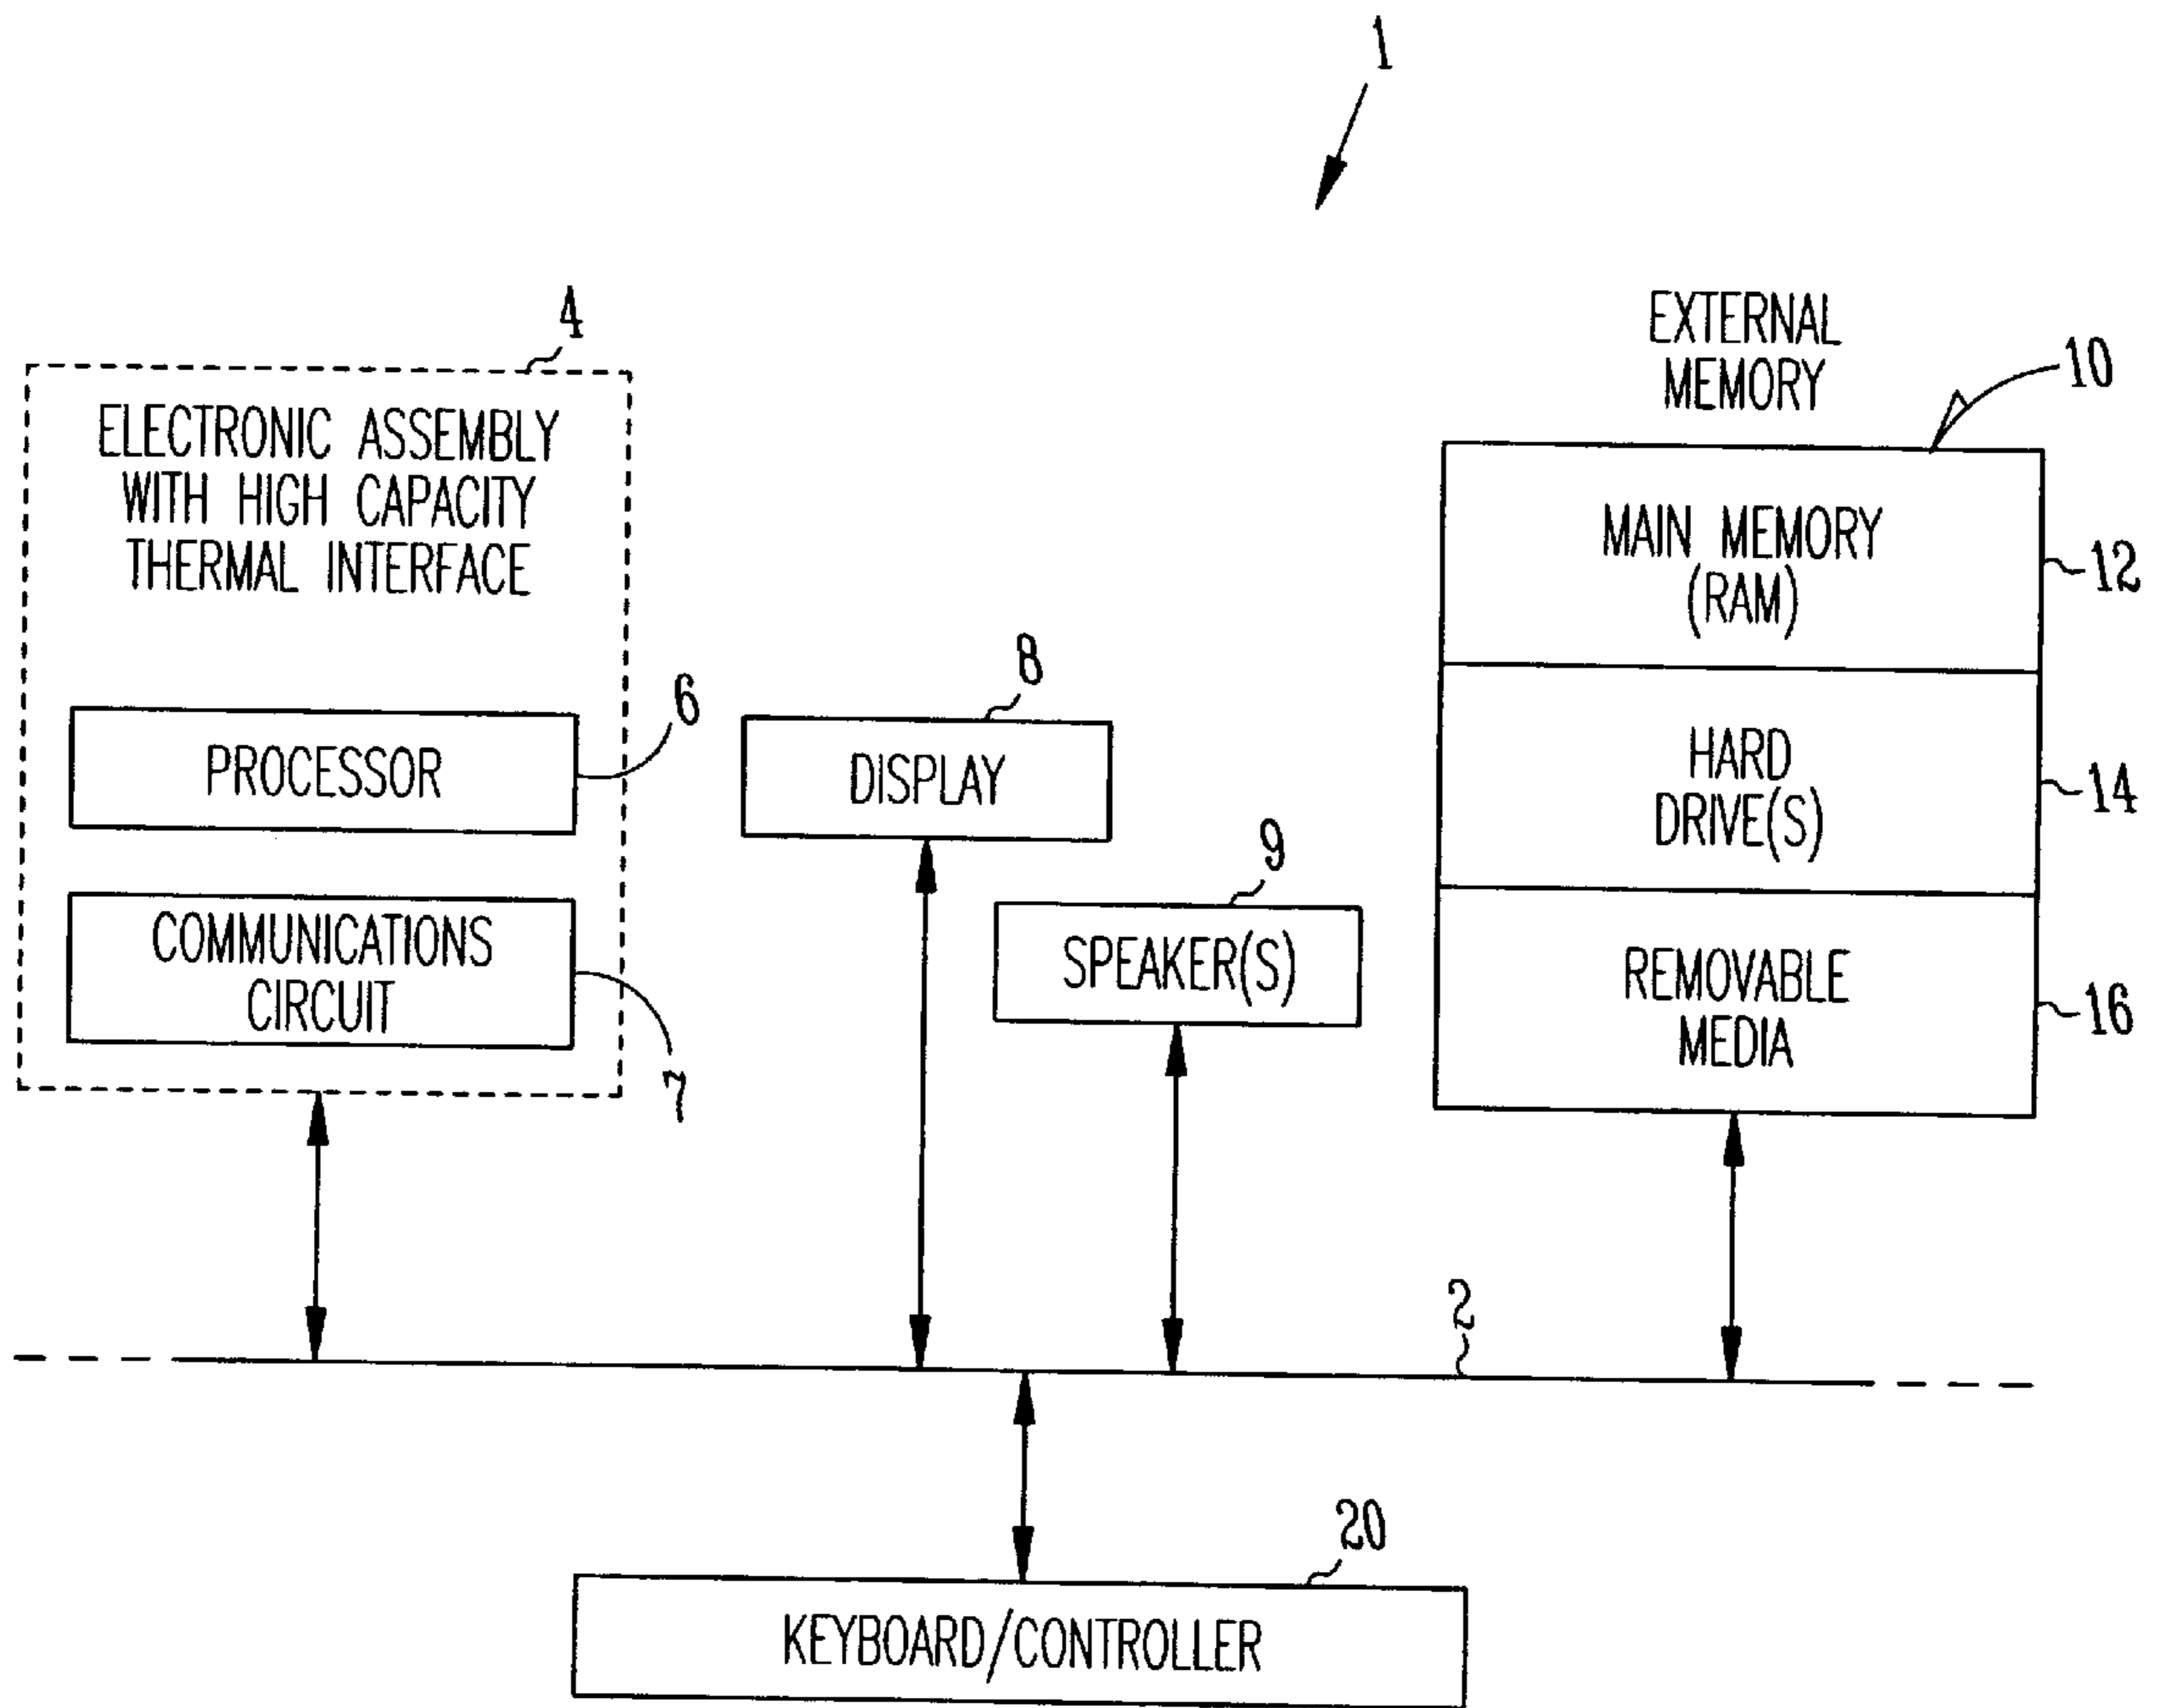 1
4
ELECTRONIC ASSEMBLY
WITH HIGH CAPACITY
THERMAL INTERFACE
6
PROCESSOR
COMMUNICATIONS
CIRCUIT
7
8
DISPLAY
9
SPEAKER(S)
EXTERNAL
MEMORY
10
MAIN MEMORY
(RAM)
12
HARD
DRIVE(S)
14
REMOVABLE
MEDIA
16
2
20
KEYBOARD/CONTROLLER